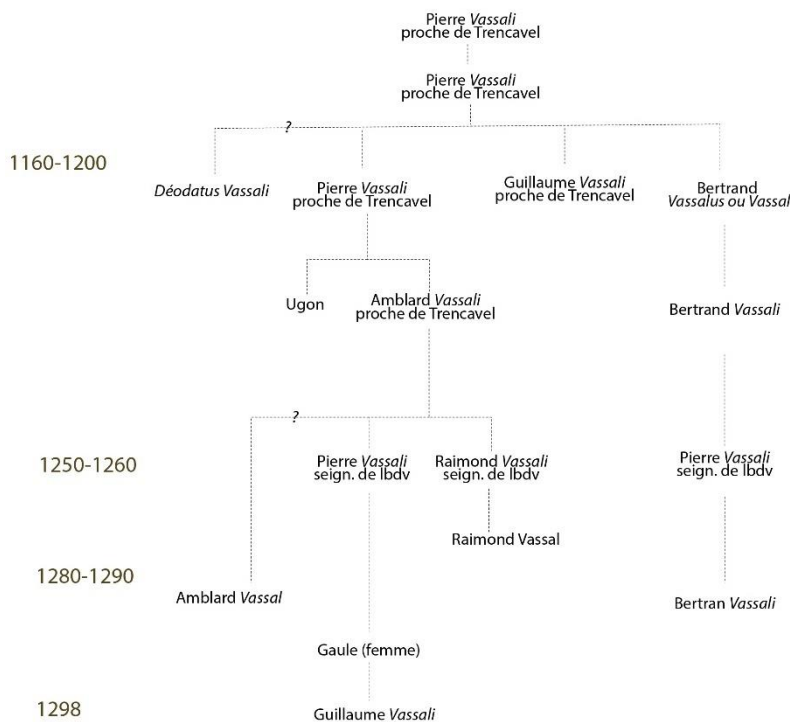 Pierre Vassali
proche de Trencavel
Pierre Vassali
proche de Trencavel
?
1160-1200
Déodatus Vassali
Pierre Vassali
proche de Trencavel
Guillaume Vassali
proche de Trencavel
Bertrand
Vassalus ou Vassal
Ugon
Amblard Vassali
proche de Trencavel
Bertrand Vassali
?
1250-1260
Pierre Vassali
seign. de lbdv
Raimond Vassali
seign. de lbdv
Pierre Vassali
seign. de lbdv
Raimond Vassal
1280-1290
Amblard Vassal
Bertran Vassali
Gaule (femme)
1298
Guillaume Vassali